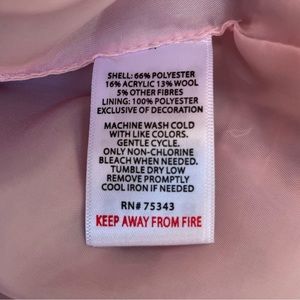 SHELL: 66% POLYESTER
16% ACRYLIC 13% WOOL
5% OTHER FIBRES
LINING: 100% POLYESTER
EXCLUSIVE OF DECORATION
MACHINE WASH COLD
WITH LIKE COLORS.
GENTLE CYCLE.
ONLY NON-CHLORINE
BLEACH WHEN NEEDED.
TUMBLE DRY LOW
REMOVE PROMPTLY
COOL IRON IF NEEDED
RN# 75343
KEEP AWAY FROM FIRE